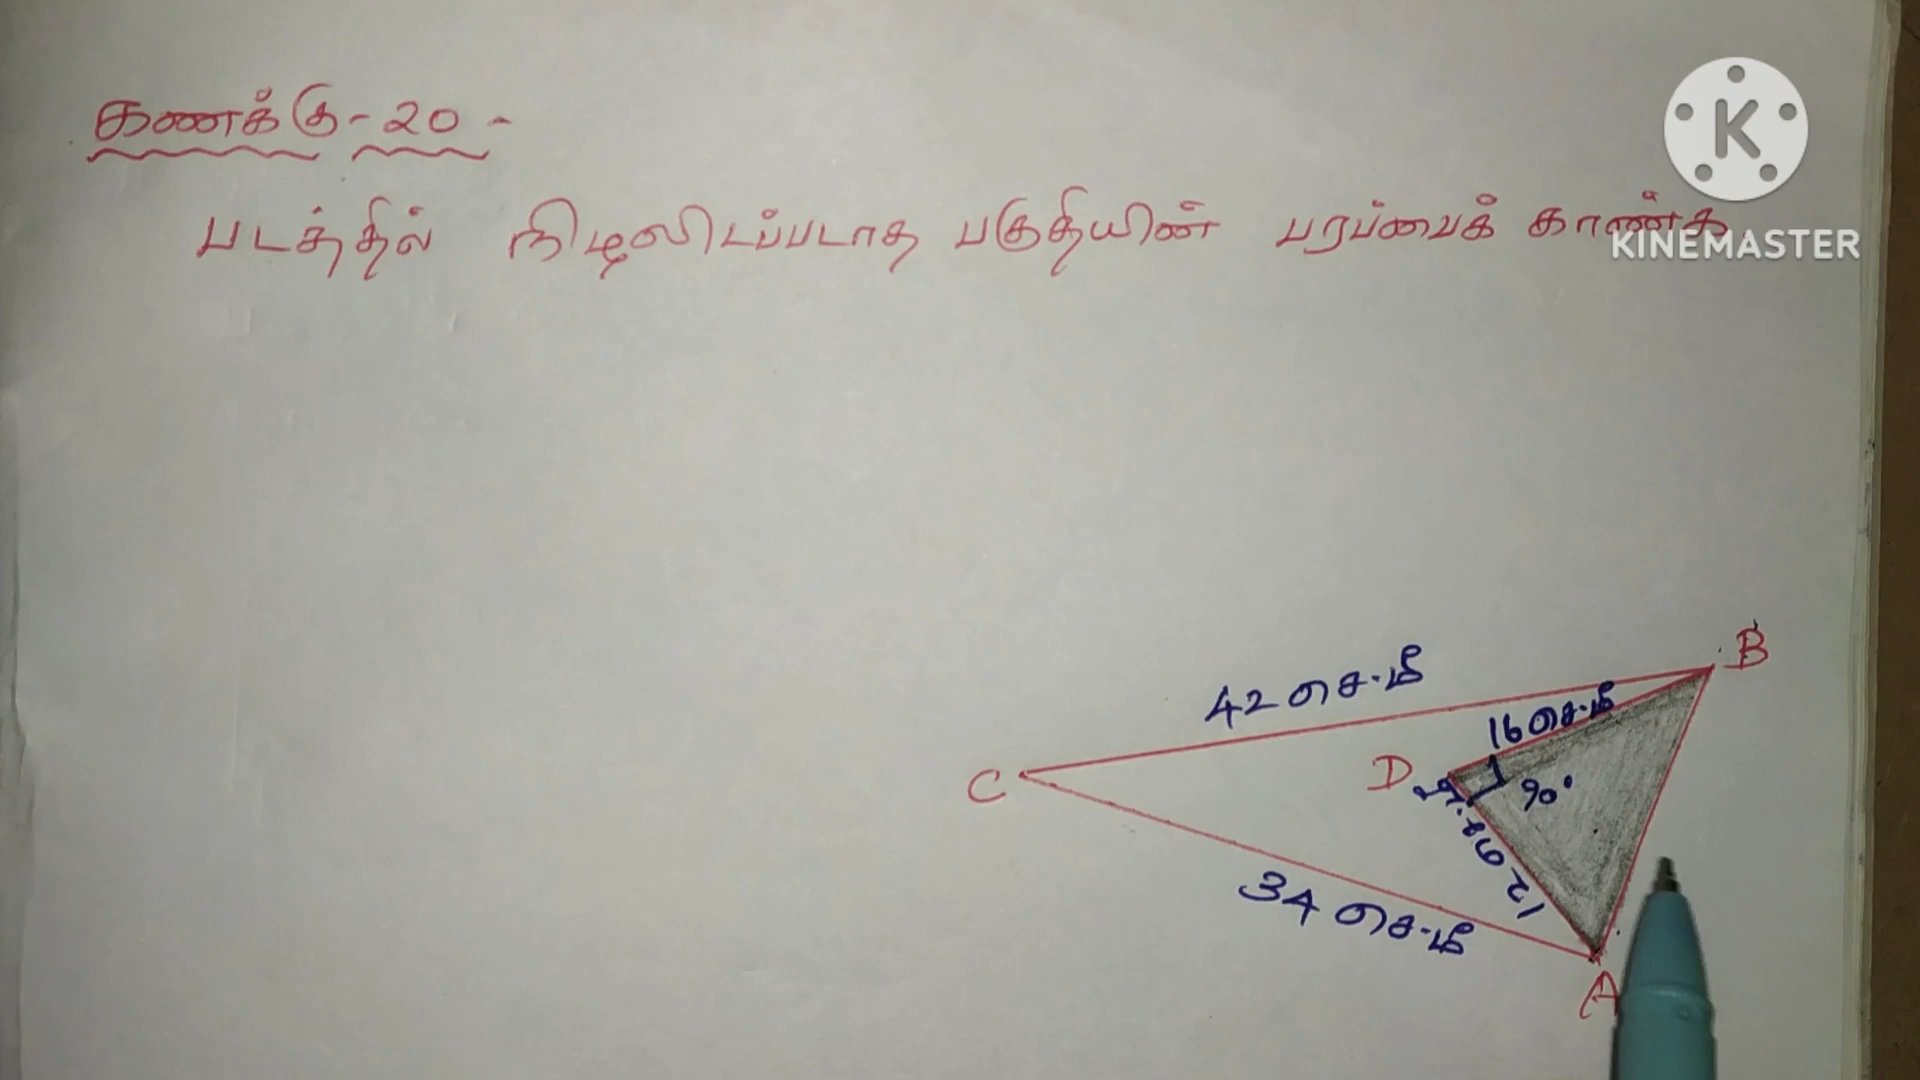 கணக்கு - 20 -
படத்தில் நிழலிடப்படாத பகுதியின் பரப்பைக் காண்க.
K
KINEMASTER
B
42 செ.மீ
16 செ.மீ
C
D
90°
12 செ.மீ
34 செ.மீ
A